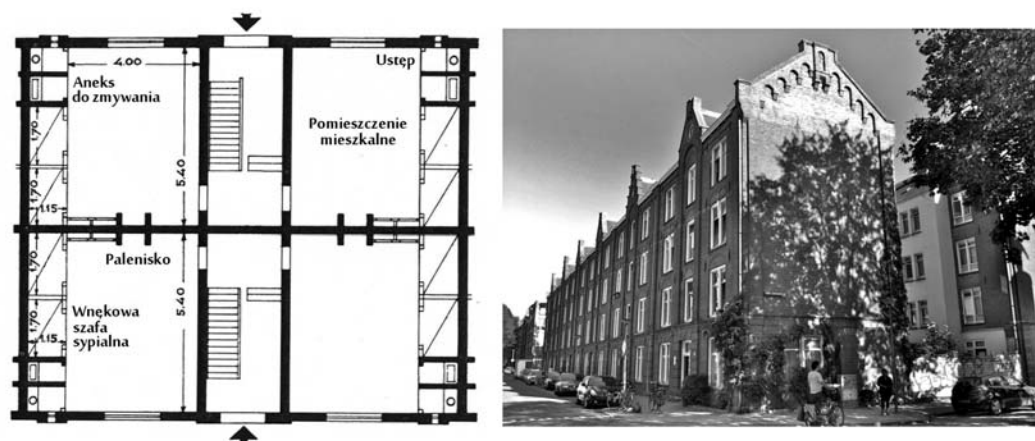 4.00
Ustęp
Aneks
do zmywania
Pomieszczenie
mieszkalne
1.70
5.40
1.70
1.15
Palenisko
1.70
5.40
Wnękowa
szafa
sypialna
1.70
1.15